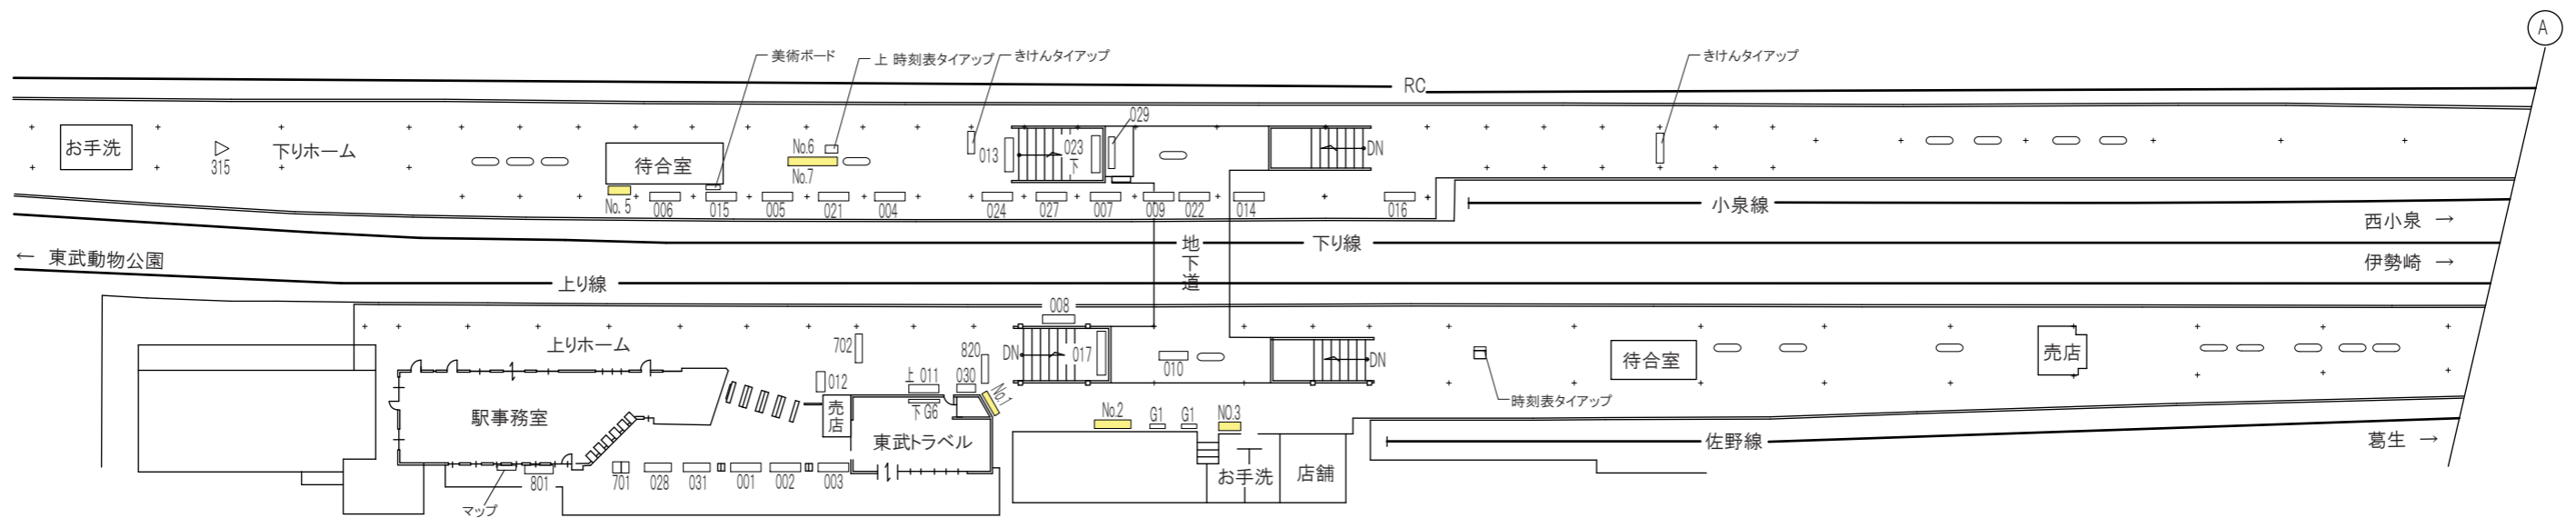 A
美術ボード
上 時刻表タイアップ
きけんタイアップ
きけんタイアップ
RC
029
お手洗
315
下りホーム
待合室
No.6
No.7
013
023
下
DN
No. 5
006
015
005
021
004
024
027
007
009
022
014
016
小泉線
西小泉 →
← 東武動物公園
地下道
下り線
伊勢崎 →
上り線
008
上りホーム
702
820
DN
017
010
DN
待合室
売店
012
上 011
030
No.1
下 G6
売店
時刻表タイアップ
駅事務室
東武トラベル
No.2
G1
G1
NO.3
佐野線
葛生 →
お手洗
店舗
701
028
031
001
002
003
801
マップ